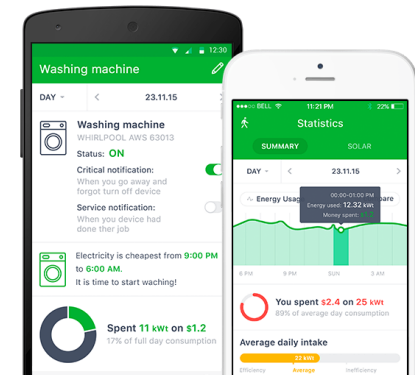 12:30
Washing machine
DAY
23.11.15
Washing machine
WHIRLPOOL AWS 63013
Status: ON
Critical notification:
When you go away and
forgot turn off device
Service notification:
When you device had
done ther job
Electricity is cheapest from 9:00 PM
to 6:00 AM.
It is time to start waching!
Spent 11 kWt on $1.2
17% of full day consumption
BELL
11:21 PM
22%
Statistics
SUMMARY
SOLAR
DAY
23.11.15
Energy Usag
pare
00:00-01:00 PM
Energy used: 12.32 kWt
Money spent:
6 PM
9 PM
SUN
3 AM
You spent $2.4 on 25 kWt
89% of average day consumption
Average daily intake
23 kWt
Efficiency
Average
Inefficiency